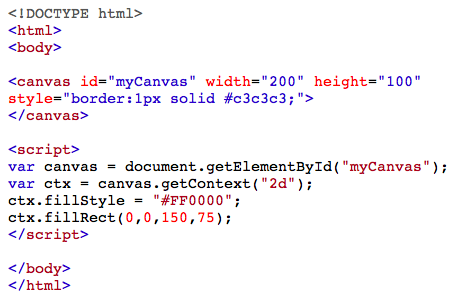 <!DOCTYPE html>
<html>
<body>
<canvas id="myCanvas" width="200" height="100"
style="border:1px solid #c3c3c3;">
</canvas>
<script>
var canvas = document.getElementById("myCanvas");
var ctx = canvas.getContext("2d");
ctx.fillStyle = "#FF0000";
ctx.fillRect(0,0,150,75);
</script>
</body>
</html>